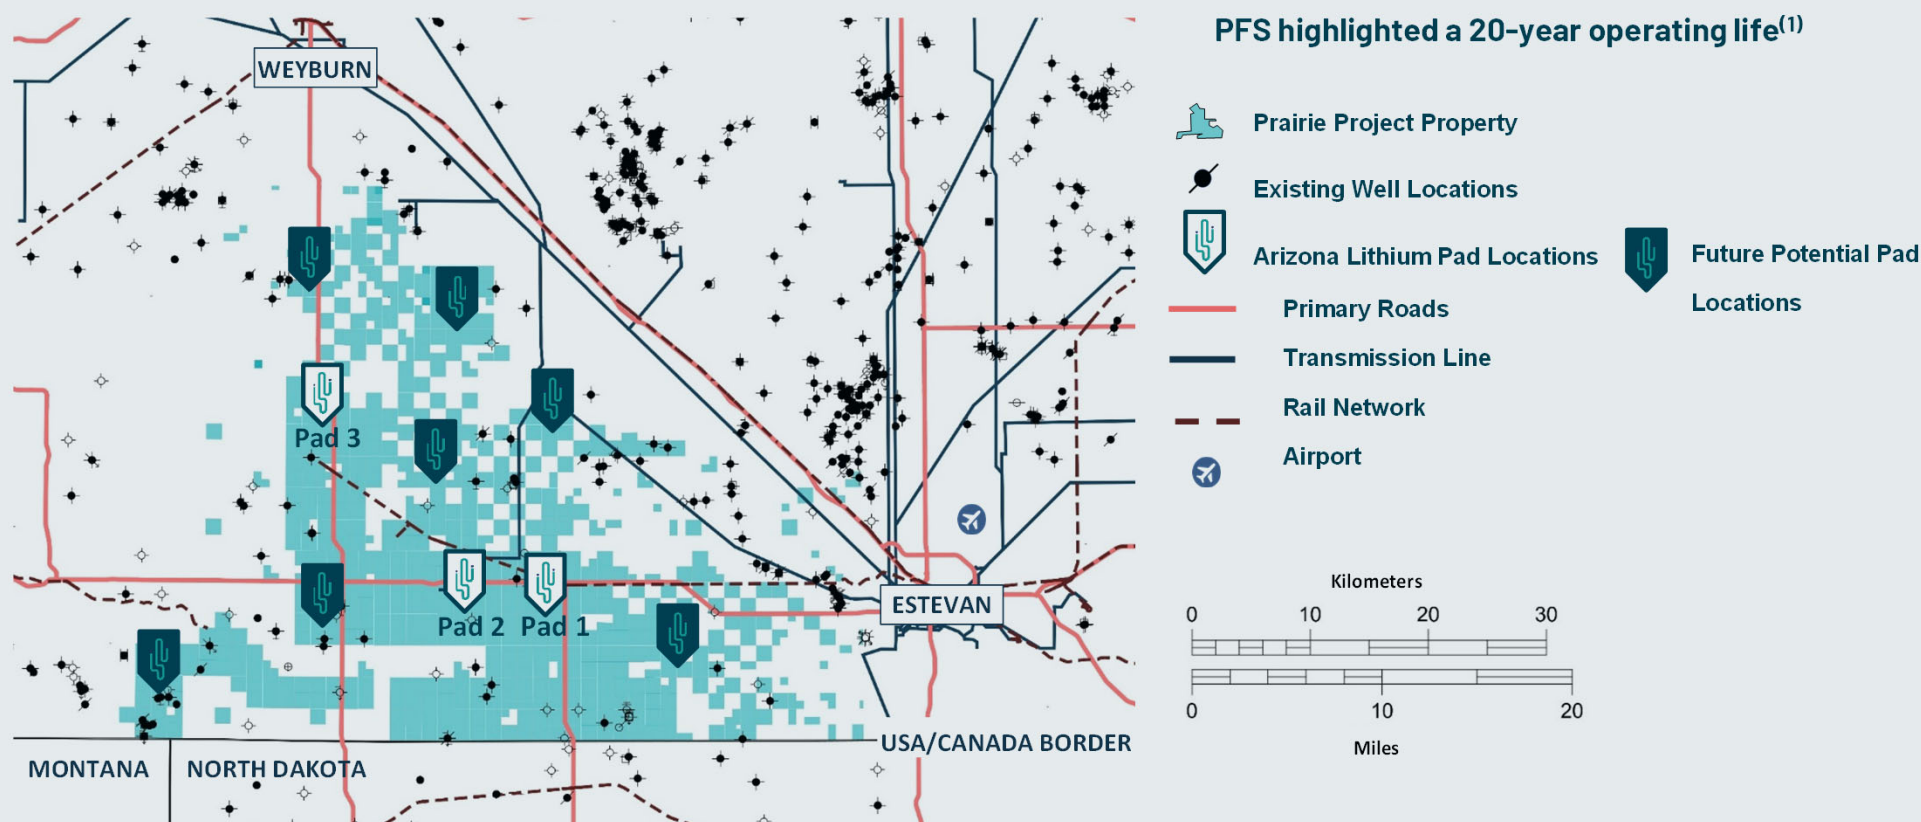 PFS highlighted a 20-year operating life(1)
WEYBURN
Prairie Project Property
Existing Well Locations
Arizona Lithium Pad Locations
Future Potential Pad
Locations
Primary Roads
Transmission Line
Rail Network
Airport
Pad 3
Pad 2
Pad 1
ESTEVAN
Kilometers
0 10 20 30
0 10 20
Miles
USA/CANADA BORDER
MONTANA
NORTH DAKOTA